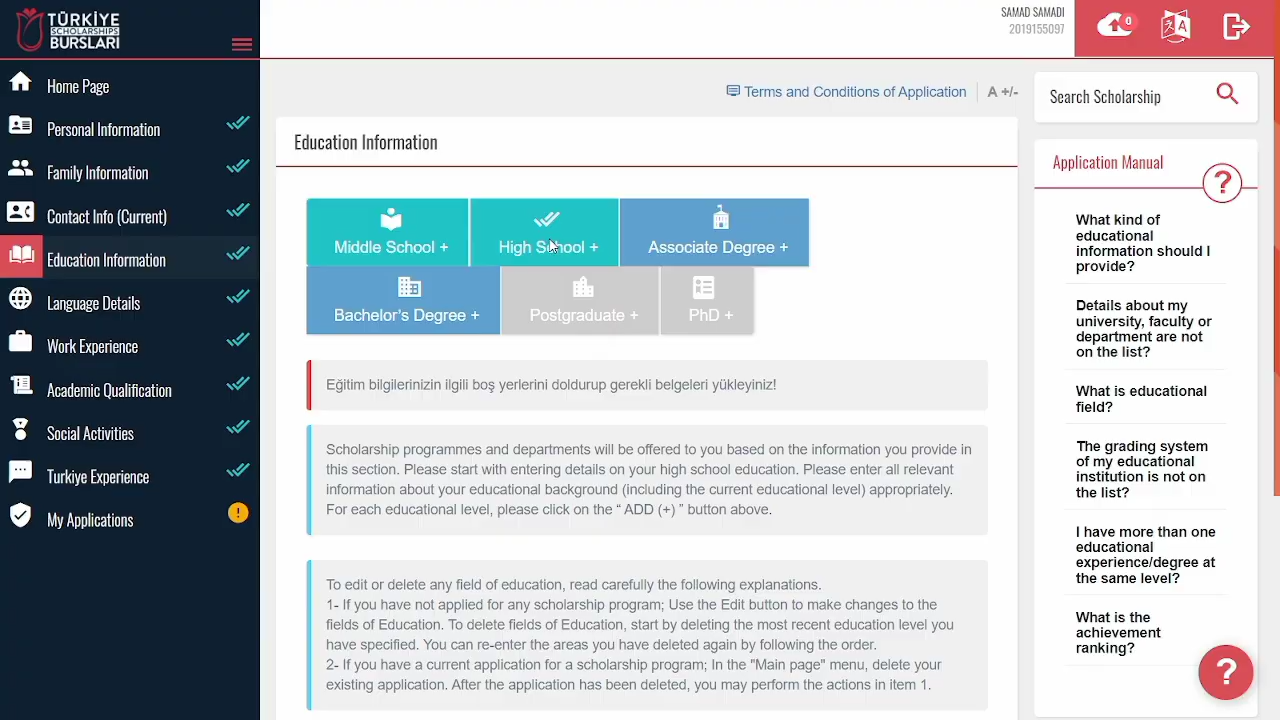 TÜRKİYE
SCHOLARSHIPS
BURSLARI
SAMAD SAMADI
2019155097
0
A
Home Page
Personal Information
Family Information
Contact Info (Current)
Education Information
Language Details
Work Experience
Academic Qualification
Social Activities
Turkiye Experience
My Applications
!
Terms and Conditions of Application
A +/-
Education Information
Middle School +
High School +
Associate Degree +
Bachelor's Degree +
Postgraduate +
PhD +
Eğitim bilgilerinizin ilgili boş yerlerini doldurup gerekli belgeleri yükleyiniz!
Scholarship programmes and departments will be offered to you based on the information you provide in
this section. Please start with entering details on your high school education. Please enter all relevant
information about your educational background (including the current educational level) appropriately.
For each educational level, please click on the “ ADD (+) ” button above.
To edit or delete any field of education, read carefully the following explanations.
1- If you have not applied for any scholarship program; Use the Edit button to make changes to the
fields of Education. To delete fields of Education, start by deleting the most recent education level you
have specified. You can re-enter the areas you have deleted again by following the order.
2- If you have a current application for a scholarship program; In the "Main page" menu, delete your
existing application. After the application has been deleted, you may perform the actions in item 1.
Search Scholarship
Application Manual
?
What kind of
educational
information should I
provide?
Details about my
university, faculty or
department are not
on the list?
What is educational
field?
The grading system
of my educational
institution is not on
the list?
I have more than one
educational
experience/degree at
the same level?
What is the
achievement
ranking?
?